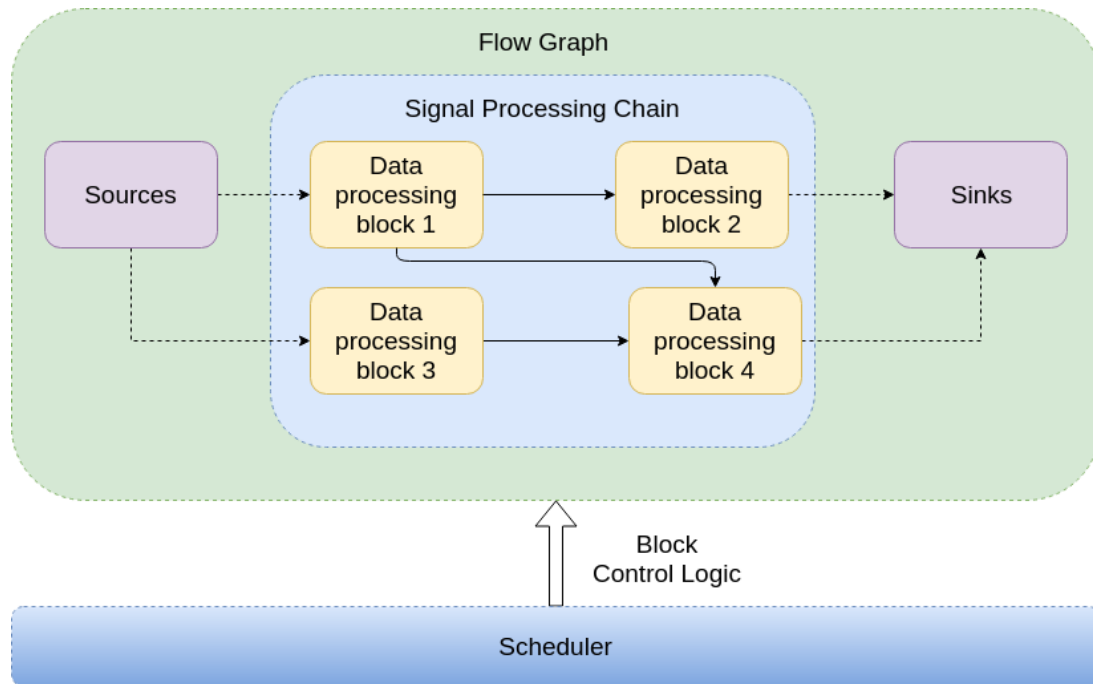 Flow Graph
Signal Processing Chain
Sources
Data
processing
block 1
Data
processing
block 2
Sinks
Data
processing
block 3
Data
processing
block 4
Block
Control Logic
Scheduler